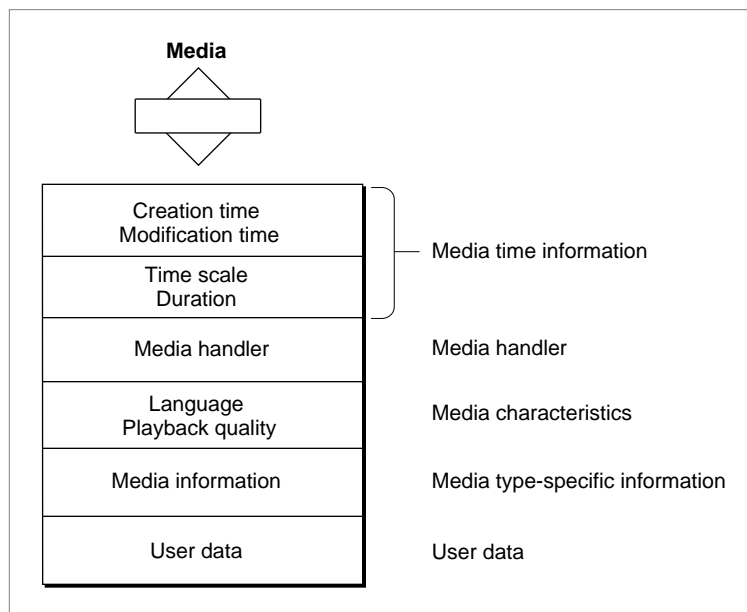 Media
Creation time
Modification time
Media time information
Time scale
Duration
Media handler
Media handler
Language
Playback quality
Media characteristics
Media information
Media type-specific information
User data
User data